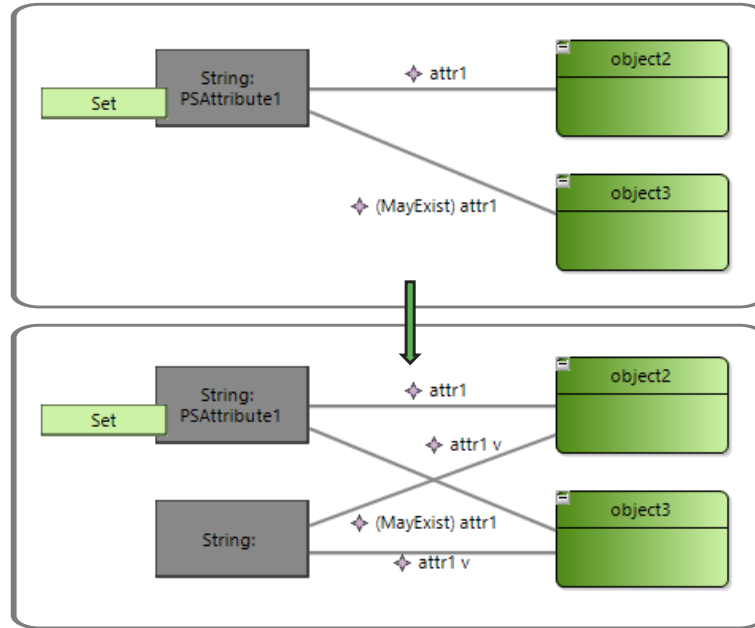 String:
PSAttribute1
Set
attr1
object2
(MayExist) attr1
object3
String:
PSAttribute1
Set
attr1
object2
attr1 v
(MayExist) attr1
object3
String:
attr1 v